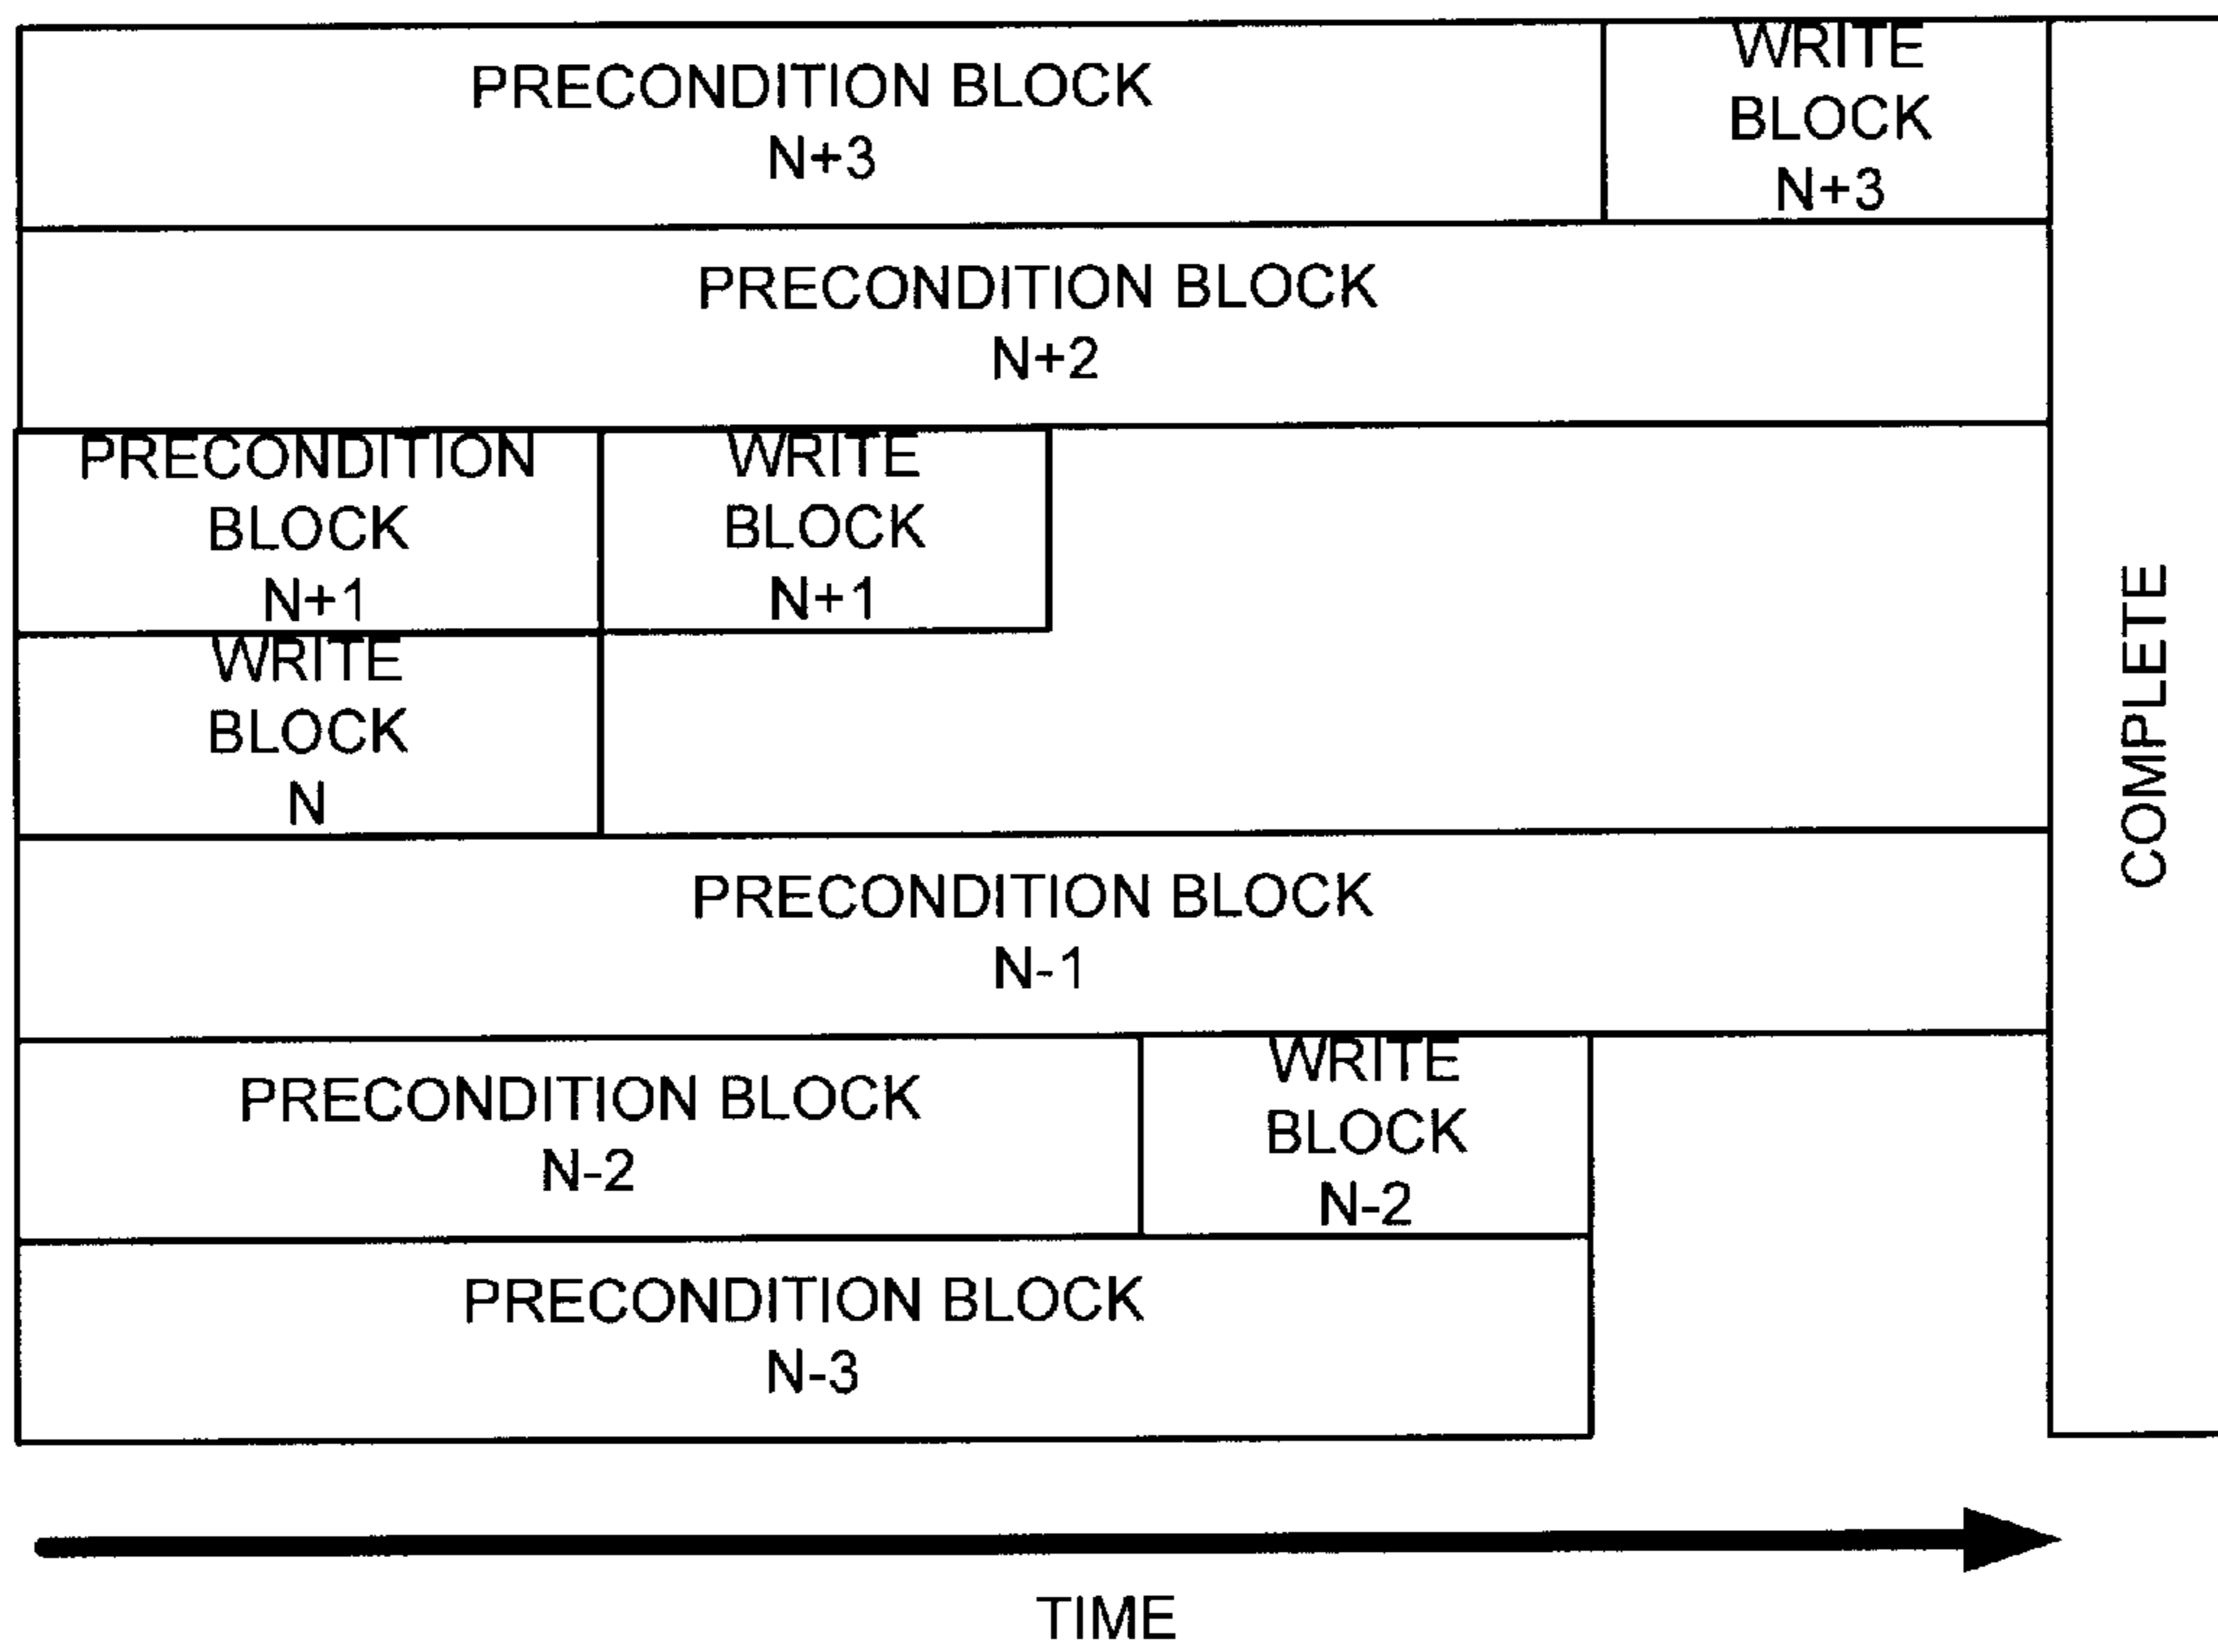 PRECONDITION BLOCK
N+3
WRITE
BLOCK
N+3
PRECONDITION BLOCK
N+2
PRECONDITION
BLOCK
N+1
WRITE
BLOCK
N+1
WRITE
BLOCK
N
PRECONDITION BLOCK
N-1
PRECONDITION BLOCK
N-2
WRITE
BLOCK
N-2
PRECONDITION BLOCK
N-3
COMPLETE
TIME